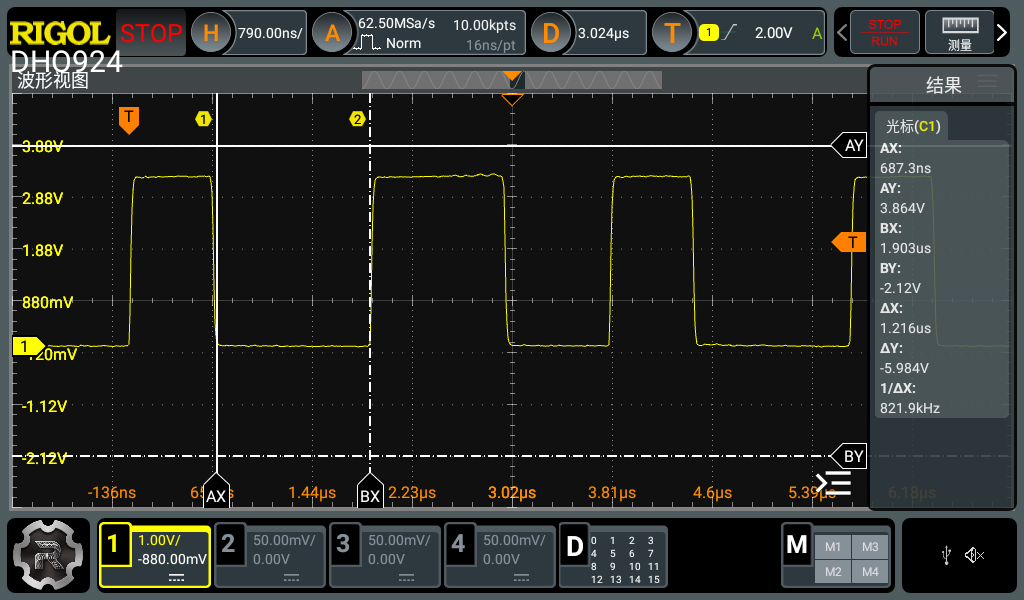 RIGOL STOP H 790.00ns/ A 62.50MSa/s 10.00kpts D 3.024µs T 1 2.00V A STOP
Norm 16ns/pt RUN 测量
DHO924
波形视图 结果
T 1 2 光标(C1)
3.88V AY AX:
687.3ns
2.88V AY:
3.864V
1.88V T BX:
1.903us
BY:
880mV -2.12V
ΔX:
1.216us
1 -120mV ΔY:
-5.984V
-1.12V 1/ΔX:
821.9kHz
-2.12V BY
-136ns AX 1.44µs BX 2.23µs 3.02µs 3.81µs 4.6µs 5.39µs 6.18µs
1 1.00V/ 2 50.00mV/ 3 50.00mV/ 4 50.00mV/ D 0 1 2 3 M M1 M3
-880.00mV 0.00V 0.00V 0.00V 4 5 6 7
8 9 10 11 M2 M4
12 13 14 15